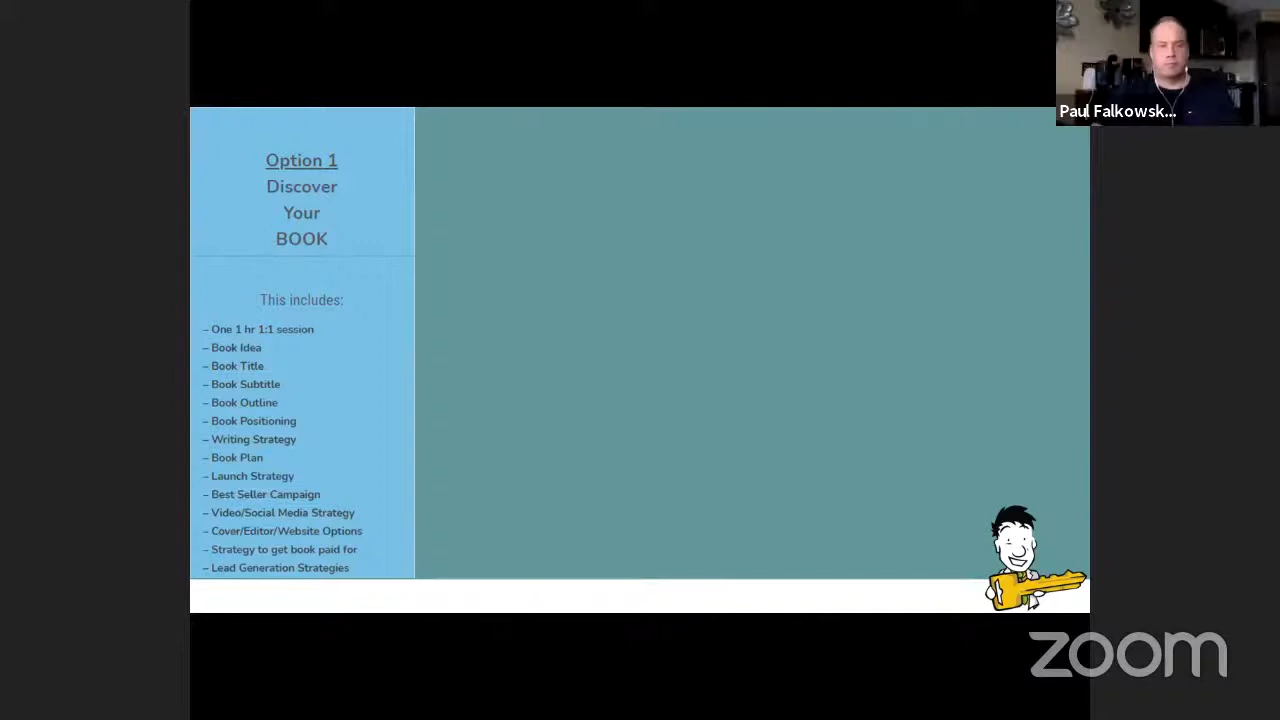 Paul Falkowsk...
Option 1
Discover
Your
BOOK
This includes:
– One 1 hr 1:1 session
– Book Idea
– Book Title
– Book Subtitle
– Book Outline
– Book Positioning
– Writing Strategy
– Book Plan
– Launch Strategy
– Best Seller Campaign
– Video/Social Media Strategy
– Cover/Editor/Website Options
– Strategy to get book paid for
– Lead Generation Strategies
zoom